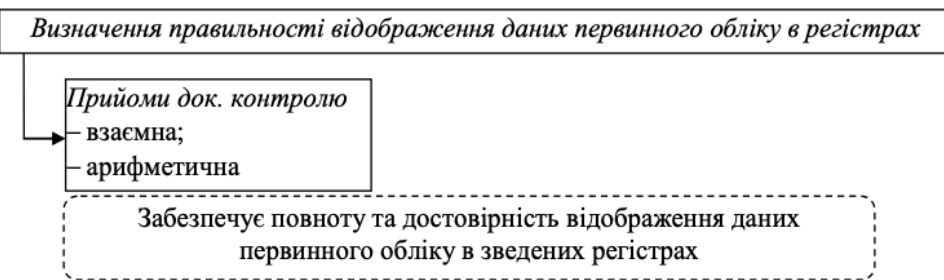 Визначення правильності відображення даних первинного обліку в регістрах
Прийоми док. контролю
– взаємна;
– арифметична
Забезпечує повноту та достовірність відображення даних
первинного обліку в зведених регістрах